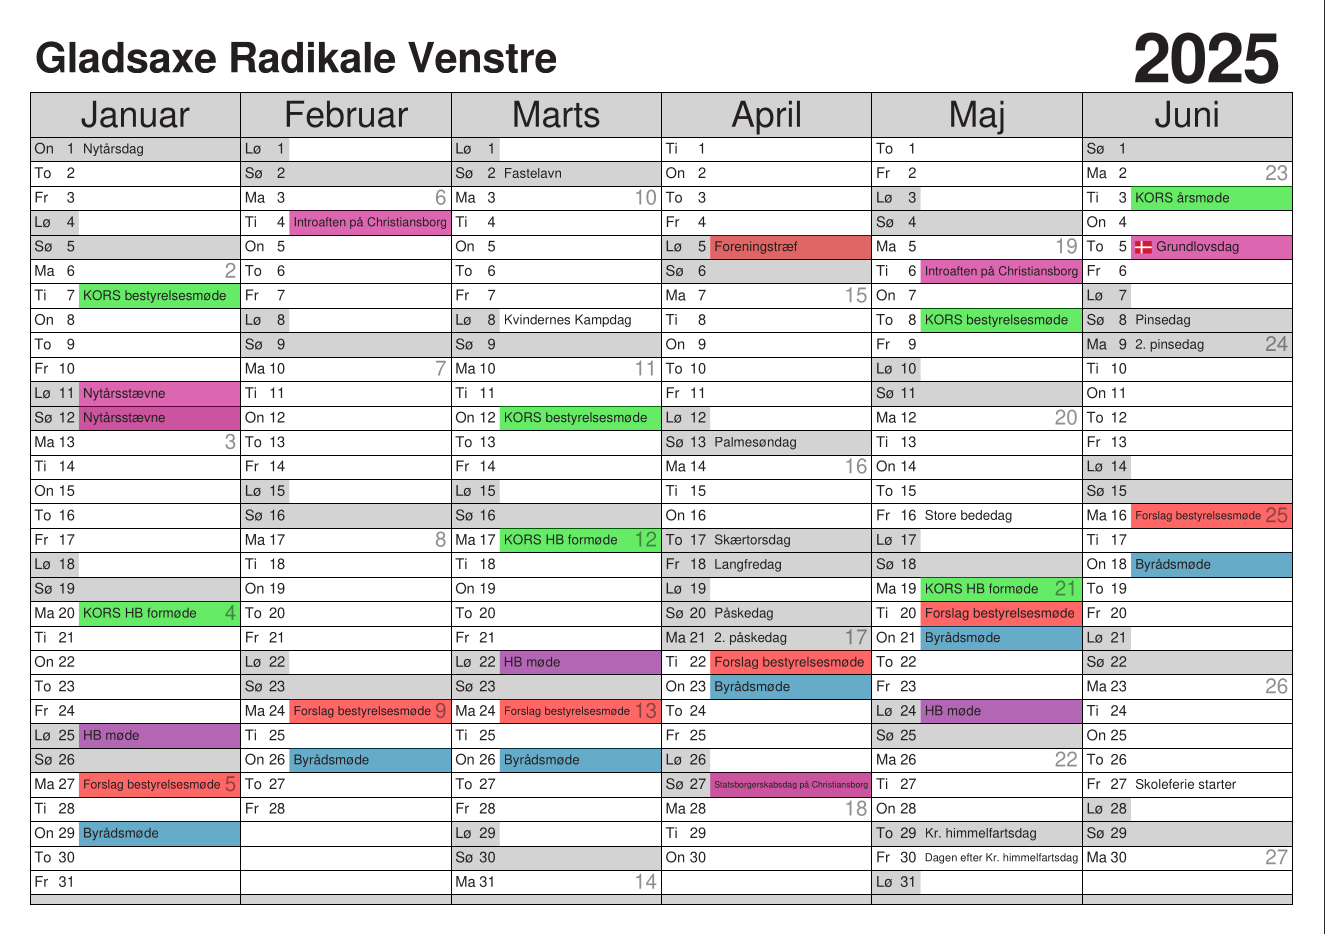 Gladsaxe Radikale Venstre
2025
Januar
On 1 Nytårsdag
To 2
Fr 3
Lø 4
Sø 5
Ma 6 2
Ti 7 KORS bestyrelsesmøde
On 8
To 9
Fr 10
Lø 11 Nytårsstævne
Sø 12 Nytårsstævne
Ma 13 3
Ti 14
On 15
To 16
Fr 17
Lø 18
Sø 19
Ma 20 KORS HB formøde 4
Ti 21
On 22
To 23
Fr 24
Lø 25 HB møde
Sø 26
Ma 27 Forslag bestyrelsesmøde 5
Ti 28
On 29 Byrådsmøde
To 30
Fr 31
Februar
Lø 1
Sø 2
Ma 3 6
Ti 4 Introaften på Christiansborg
On 5
To 6
Fr 7
Lø 8
Sø 9
Ma 10 7
Ti 11
On 12
To 13
Fr 14
Lø 15
Sø 16
Ma 17 8
Ti 18
On 19
To 20
Fr 21
Lø 22
Sø 23
Ma 24 Forslag bestyrelsesmøde 9
Ti 25
On 26 Byrådsmøde
To 27
Fr 28
Marts
Lø 1
Sø 2 Fastelavn
Ma 3 10
Ti 4
On 5
To 6
Fr 7
Lø 8 Kvindernes Kampdag
Sø 9
Ma 10 11
Ti 11
On 12 KORS bestyrelsesmøde
To 13
Fr 14
Lø 15
Sø 16
Ma 17 KORS HB formøde 12
Ti 18
On 19
To 20
Fr 21
Lø 22 HB møde
Sø 23
Ma 24 Forslag bestyrelsesmøde 13
Ti 25
On 26 Byrådsmøde
To 27
Fr 28
Lø 29
Sø 30
Ma 31 14
April
Ti 1
On 2
To 3
Fr 4
Lø 5 Foreningstræf
Sø 6
Ma 7 15
Ti 8
On 9
To 10
Fr 11
Lø 12
Sø 13 Palmesøndag
Ma 14 16
Ti 15
On 16
To 17 Skærtorsdag
Fr 18 Langfredag
Lø 19
Sø 20 Påskedag
Ma 21 2. påskedag 17
Ti 22 Forslag bestyrelsesmøde
On 23 Byrådsmøde
To 24
Fr 25
Lø 26
Sø 27 Statsborgerskabsdag på Christiansborg
Ma 28 18
Ti 29
On 30
Maj
To 1
Fr 2
Lø 3
Sø 4
Ma 5 19
Ti 6 Introaften på Christiansborg
On 7
To 8 KORS bestyrelsesmøde
Fr 9
Lø 10
Sø 11
Ma 12 20
Ti 13
On 14
To 15
Fr 16 Store bededag
Lø 17
Sø 18
Ma 19 KORS HB formøde 21
Ti 20 Forslag bestyrelsesmøde
On 21 Byrådsmøde
To 22
Fr 23
Lø 24 HB møde
Sø 25
Ma 26 22
Ti 27
On 28
To 29 Kr. himmelfartsdag
Fr 30 Dagen efter Kr. himmelfartsdag
Lø 31
Juni
Sø 1
Ma 2 23
Ti 3 KORS årsmøde
On 4
To 5 Grundlovsdag
Fr 6
Lø 7
Sø 8 Pinsedag
Ma 9 2. pinsedag 24
Ti 10
On 11
To 12
Fr 13
Lø 14
Sø 15
Ma 16 Forslag bestyrelsesmøde 25
Ti 17
On 18 Byrådsmøde
To 19
Fr 20
Lø 21
Sø 22
Ma 23 26
Ti 24
On 25
To 26
Fr 27 Skoleferie starter
Lø 28
Sø 29
Ma 30 27